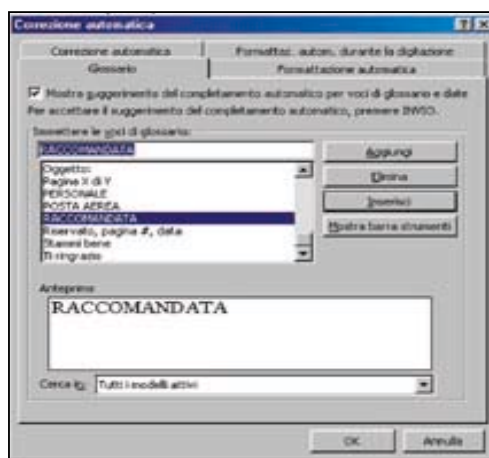 Correzione automatica
Correzione automatica
Formattaz. autom. durante la digitazione
Glossario
Formattazione automatica
Mostra suggerimento del completamento automatico per voci di glossario e date
Per accettare il suggerimento del completamento automatico, premere INVIO.
Immettere le voci di glossario:
RACCOMANDATA
Aggiungi
Oggetto:
Pagina X di Y
PERSONALE
POSTA AEREA
RACCOMANDATA
Riservato, pagina #, data
Stammi bene
Ti ringrazio
Elimina
Inserisci
Mostra barra strumenti
Anteprima
RACCOMANDATA
Cerca in: Tutti i modelli attivi
OK
Annulla